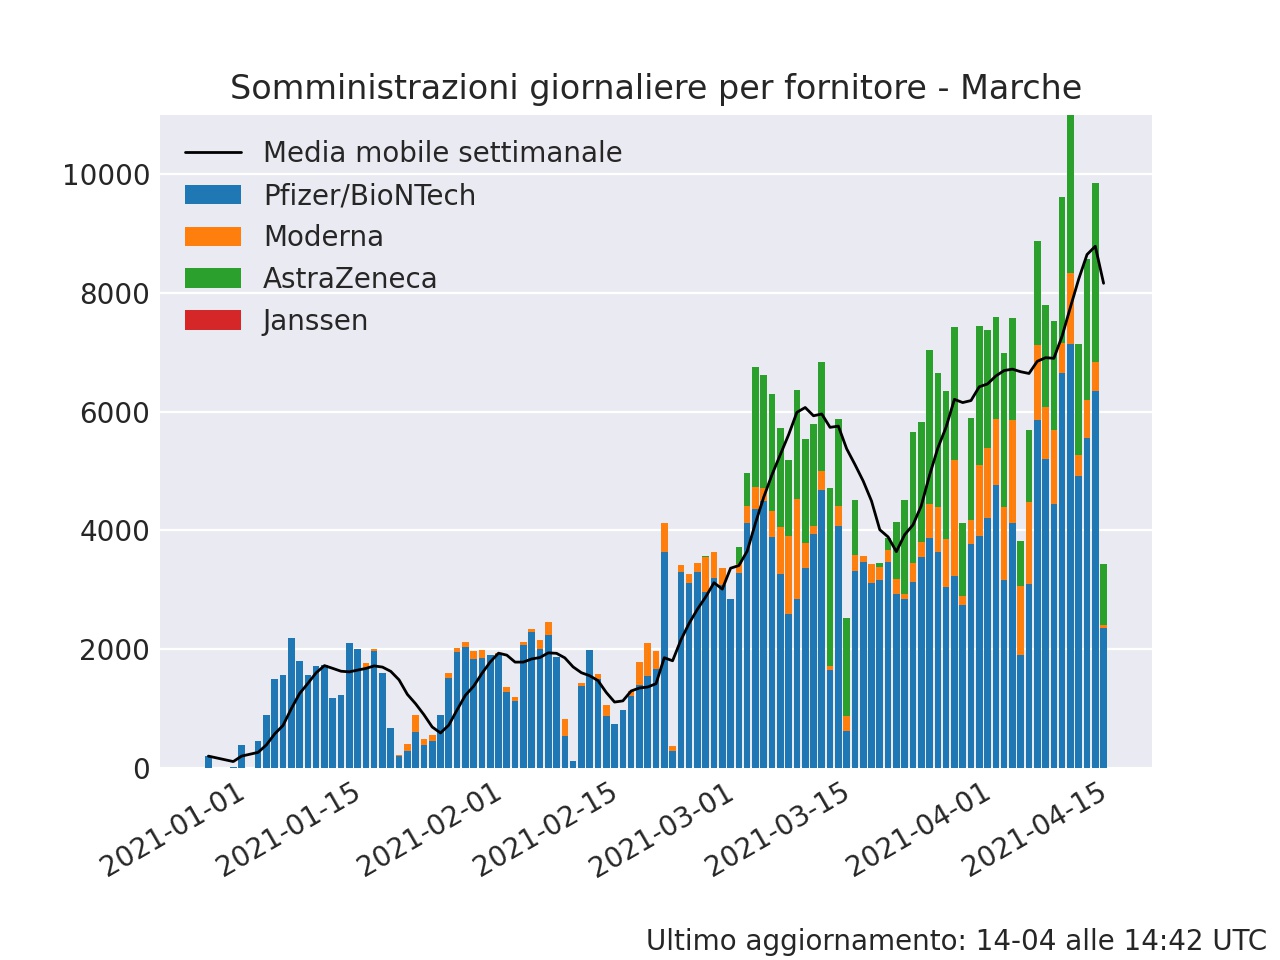 Somministrazioni giornaliere per fornitore - Marche
Media mobile settimanale
Pfizer/BioNTech
Moderna
AstraZeneca
Janssen
10000
8000
6000
4000
2000
0
2021-01-01
2021-01-15
2021-02-01
2021-02-15
2021-03-01
2021-03-15
2021-04-01
2021-04-15
Ultimo aggiornamento: 14-04 alle 14:42 UTC